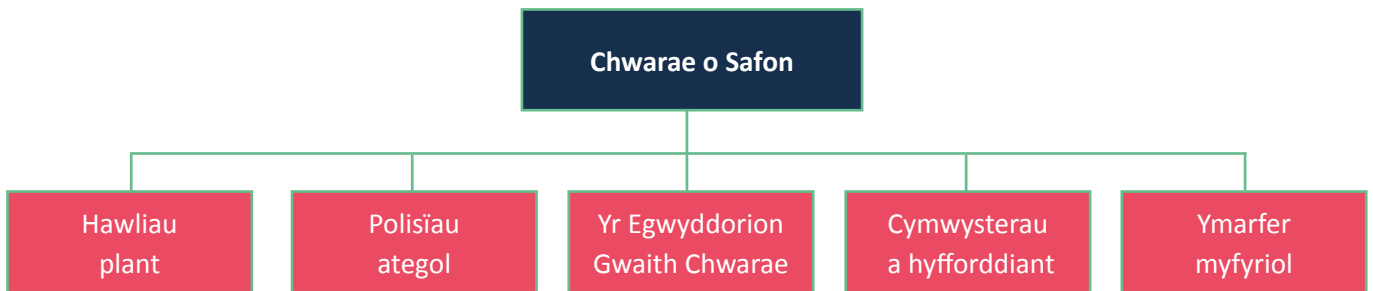 Chwarae o Safon
Hawliau
plant
Polisïau
ategol
Yr Egwyddorion
Gwaith Chwarae
Cymwysterau
a hyfforddiant
Ymarfer
myfyriol